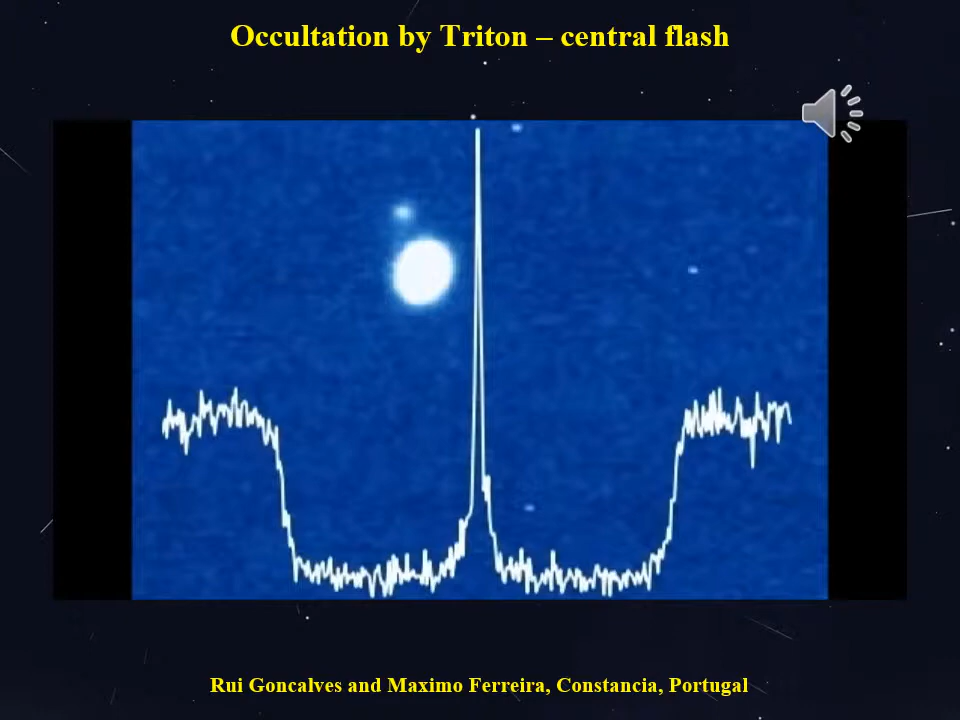 Occultation by Triton – central flash
Rui Goncalves and Maximo Ferreira, Constancia, Portugal